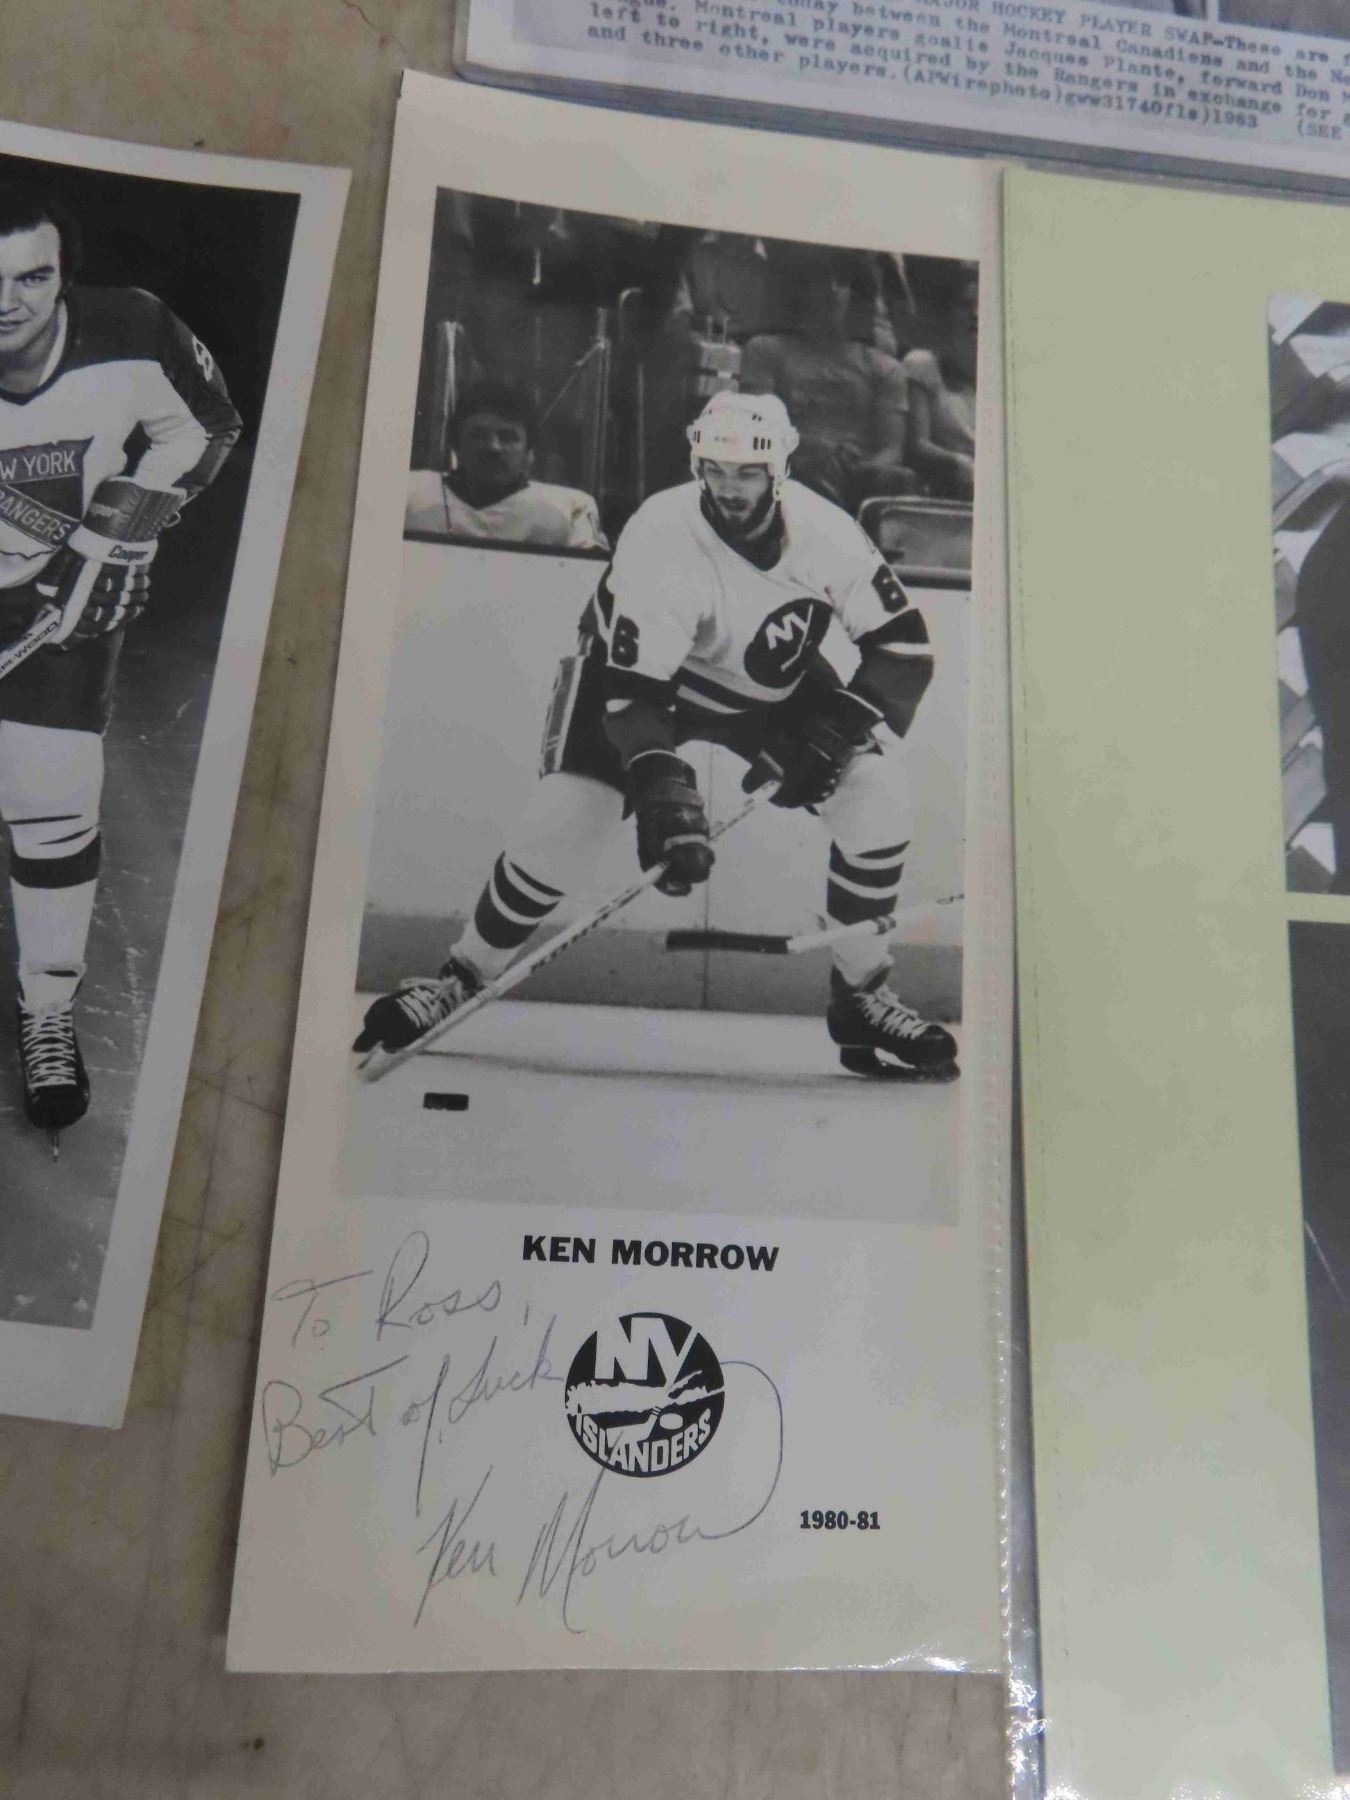 MAJOR HOCKEY PLAYER SWAP-These are
today between the Montreal Canadiens and the
Montreal players goalie Jacques Plante, forward Don
left to right, were acquired by the Rangers in exchange for
and three other players.(APWirephoto)gww31740fls)1963 (SEE
8
W YORK
RANGERS
Cooper
6
6
NY
KEN MORROW
To Ross,
Best of Luck
NY
ISLANDERS
Ken Morrow
1980-81